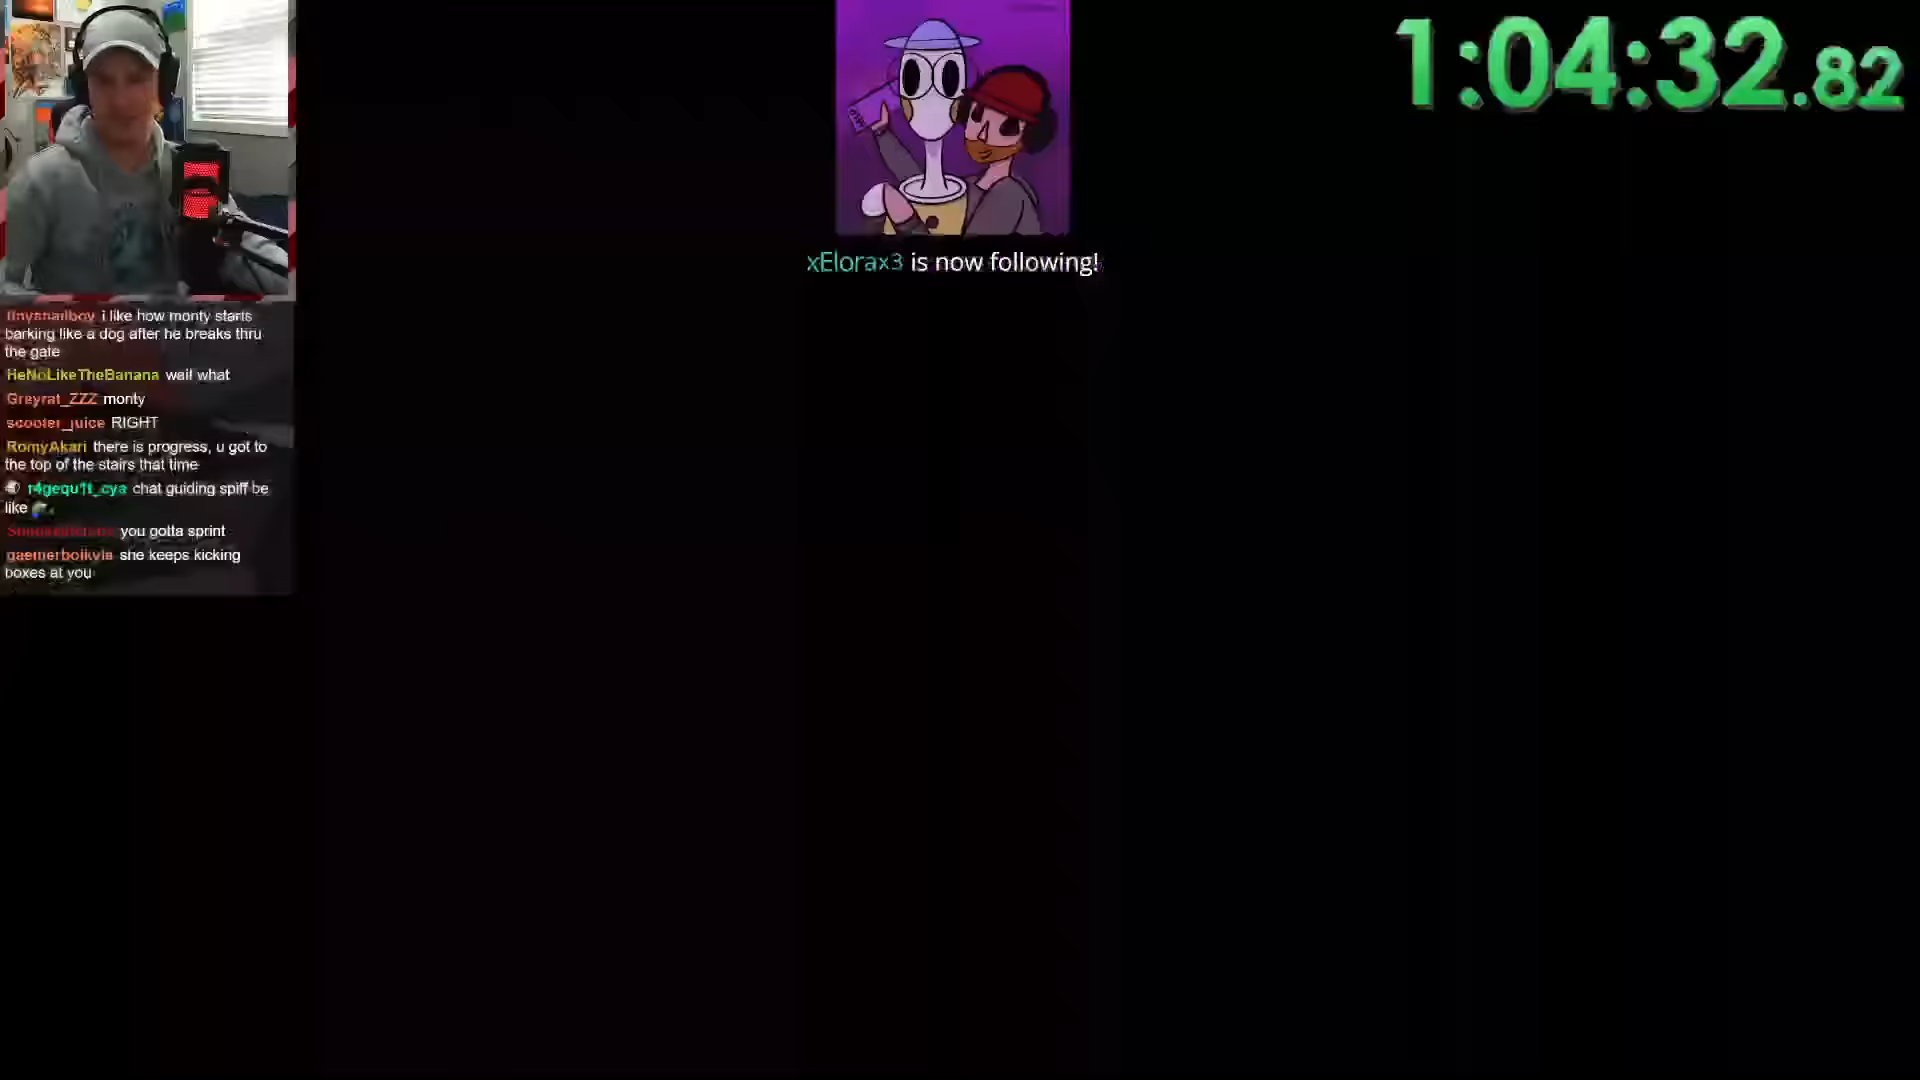 1:04:32.82
xElorax3 is now following!
tinysnailboy i like how monty starts
barking like a dog after he breaks thru
the gate
HeNoLikeTheBanana wait what
Greyrat_ZZZ monty
scooter_juice RIGHT
RomyAkari there is progress, u got to
the top of the stairs that time
r4gequ1t_cya chat guiding spiff be
like
you gotta sprint
gaemerboikyle she keeps kicking
boxes at you